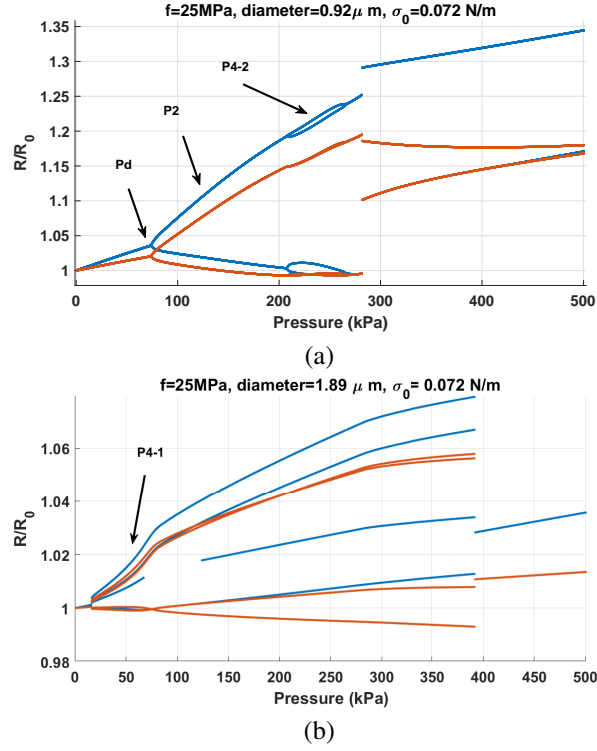 f=25MPa, diameter=0.92μ m, σ0=0.072 N/m
1.35
1.3
1.25
1.2
1.15
1.1
1.05
1
R/R0
P4-2
P2
Pd
0 100 200 300 400 500
Pressure (kPa)
(a)
f=25MPa, diameter=1.89 μ m, σ0= 0.072 N/m
1.06
1.04
1.02
1
0.98
R/R0
P4-1
0 50 100 150 200 250 300 350 400 450 500
Pressure (kPa)
(b)